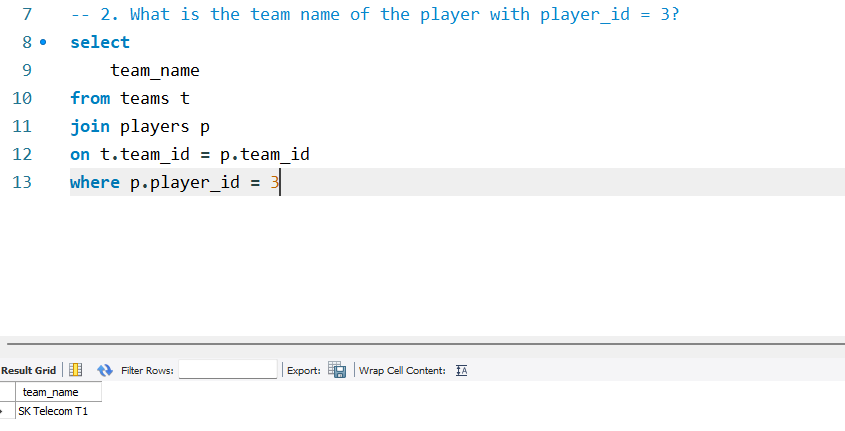 7 -- 2. What is the team name of the player with player_id = 3?
8 select
9 team_name
10 from teams t
11 join players p
12 on t.team_id = p.team_id
13 where p.player_id = 3
Result Grid Filter Rows: Export: Wrap Cell Content: IA
team_name
SK Telecom T1